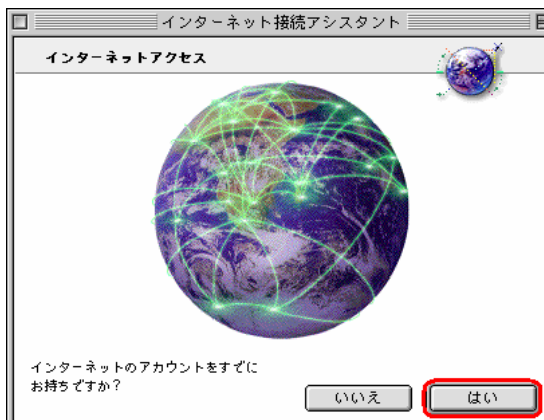 インターネット接続アシスタント
インターネットアクセス
インターネットのアカウントをすでに
お持ちですか？
いいえ
はい